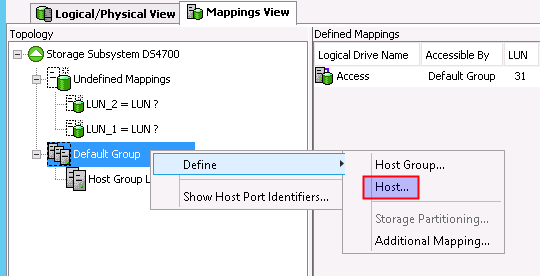 Logical/Physical View
Mappings View
Topology
Storage Subsystem DS4700
Undefined Mappings
LUN_2 = LUN ?
LUN_1 = LUN ?
Default Group
Host Group L
Define
Show Host Port Identifiers...
Host Group...
Host...
Storage Partitioning...
Additional Mapping...
Defined Mappings
Logical Drive Name Accessible By LUN
Access Default Group 31